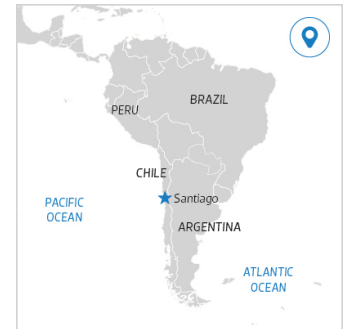 BRAZIL
PERU
CHILE
Santiago
PACIFIC
OCEAN
ARGENTINA
ATLANTIC
OCEAN